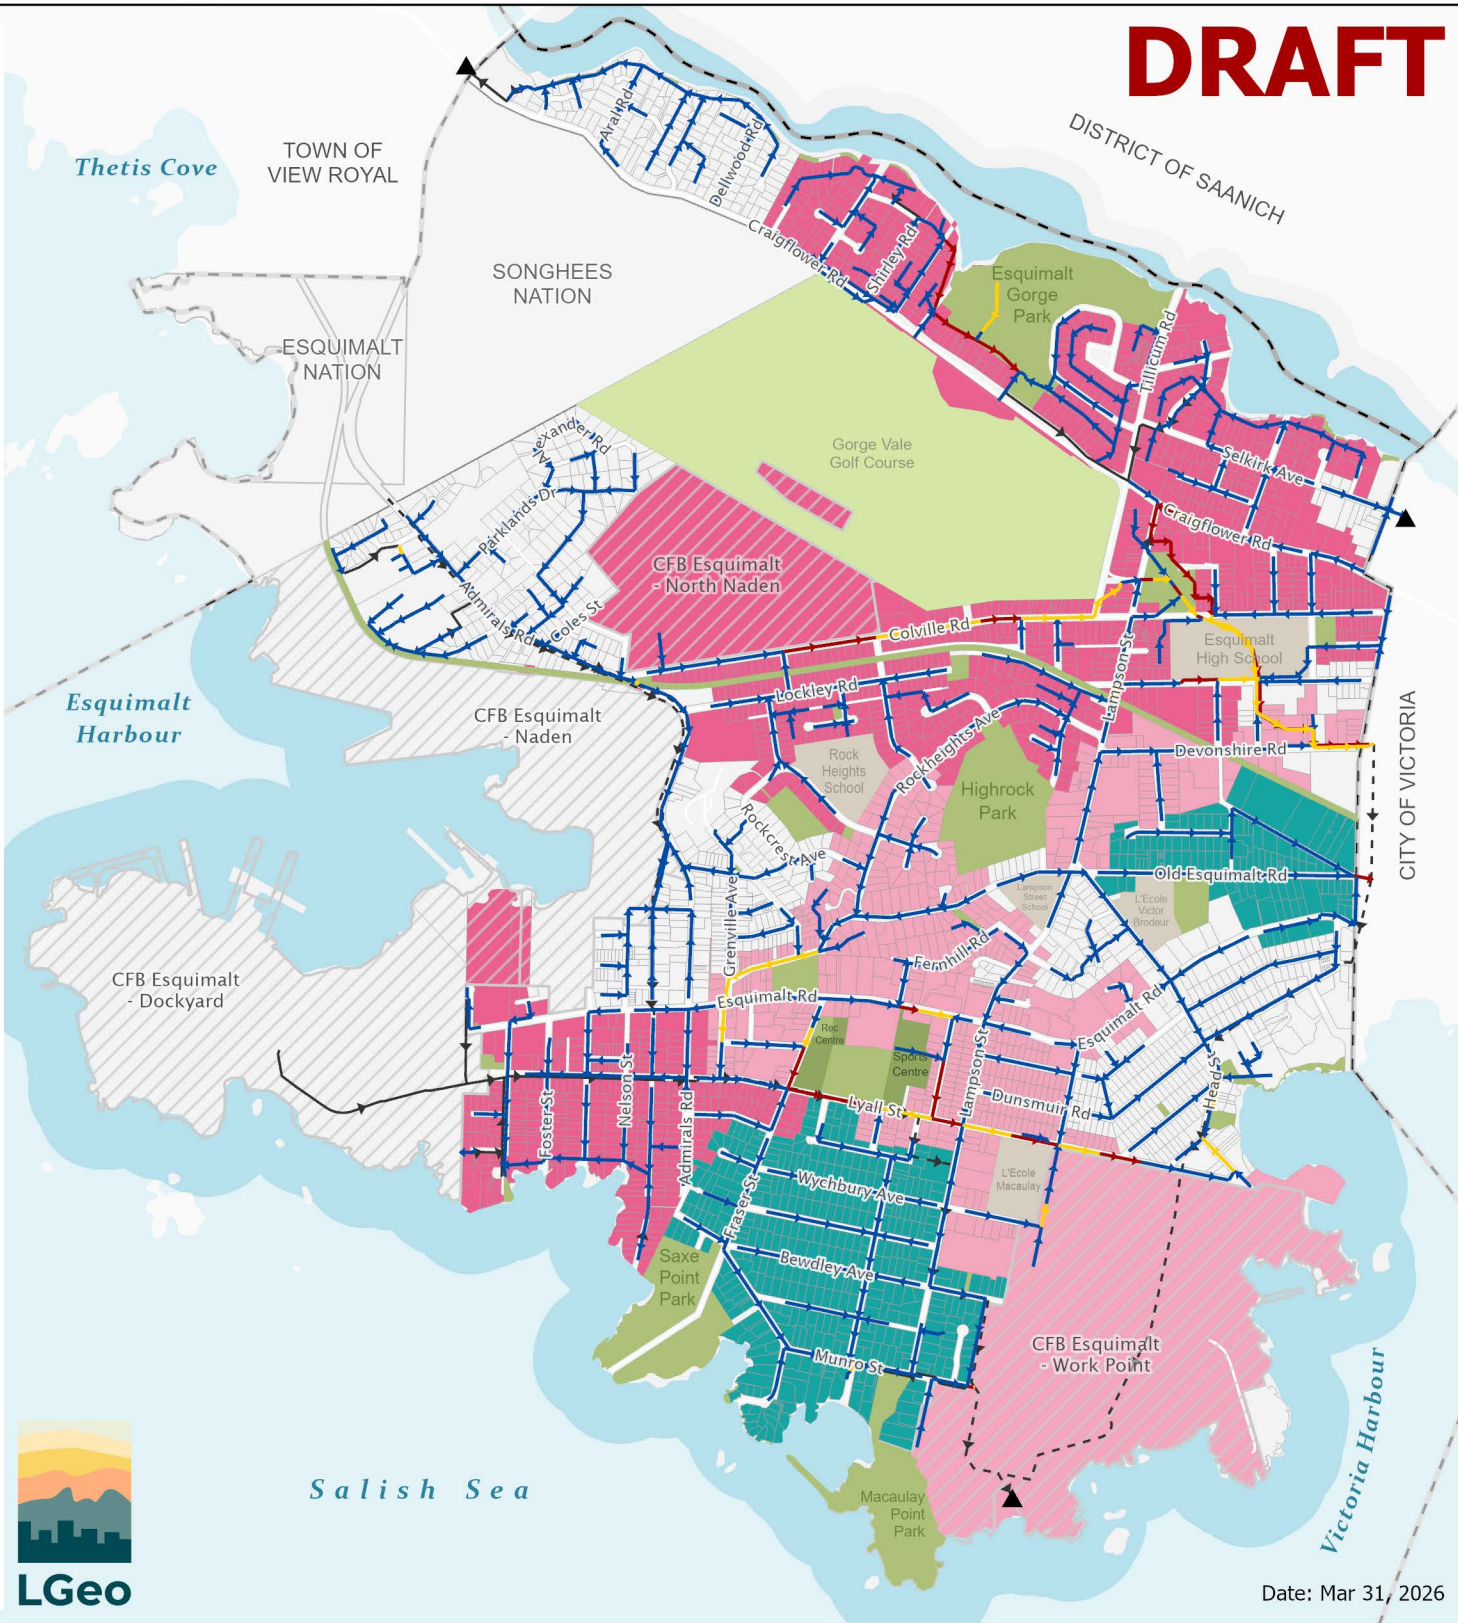 DRAFT
DISTRICT OF SAANICH
TOWN OF
VIEW ROYAL
Thetis Cove
Aral Rd
Dellwood Rd
Craigflower Rd
Shirley Rd
SONGHEES
NATION
Esquimalt
Gorge
Park
Tillicum Rd
ESQUIMALT
NATION
Alexander Rd
Gorge Vale
Golf Course
Selkirk Ave
Parklands Dr
Craigflower Rd
CFB Esquimalt
- North Naden
Admirals Rd
Coles St
Colville Rd
Esquimalt
High School
Lampson St
Esquimalt
Harbour
CFB Esquimalt
- Naden
Lockley Rd
Rockheights Ave
Rock
Heights
School
Devonshire Rd
Highrock
Park
CITY OF VICTORIA
Rockcrest Ave
Old Esquimalt Rd
Lampson
Street
School
L'Ecole
Victor
Brodeur
Grenville Ave
Fernhill Rd
CFB Esquimalt
- Dockyard
Esquimalt Rd
Esquimalt Rd
Rec
Centre
Sports
Centre
Nelson St
Foster St
Admirals Rd
Lampson St
Lyall St
Dunsmuir Rd
Head St
L'Ecole
Macaulay
Wychbury Ave
Fraser St
Bewdley Ave
Saxe
Point
Park
Munro St
CFB Esquimalt
- Work Point
Victoria Harbour
Salish Sea
Macaulay
Point
Park
LGeo
Date: Mar 31, 2026